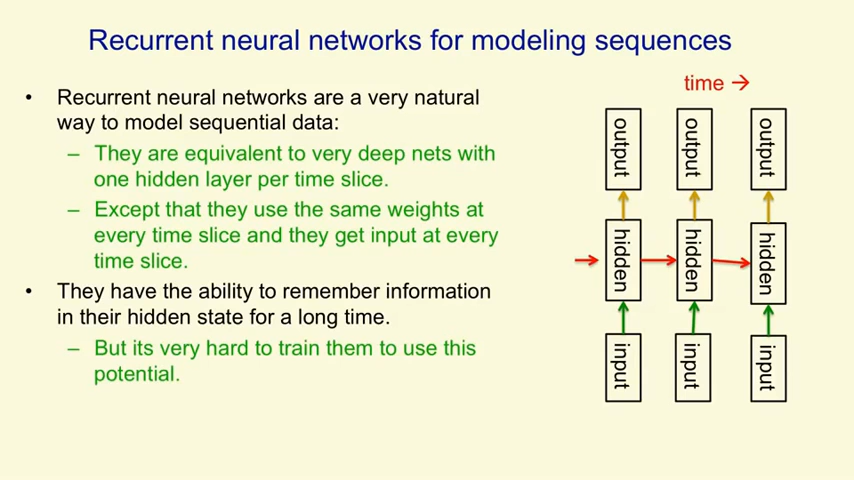 Recurrent neural networks for modeling sequences
• Recurrent neural networks are a very natural
way to model sequential data:
– They are equivalent to very deep nets with
one hidden layer per time slice.
– Except that they use the same weights at
every time slice and they get input at every
time slice.
• They have the ability to remember information
in their hidden state for a long time.
– But its very hard to train them to use this
potential.
time →
output output output
hidden hidden hidden
input input input